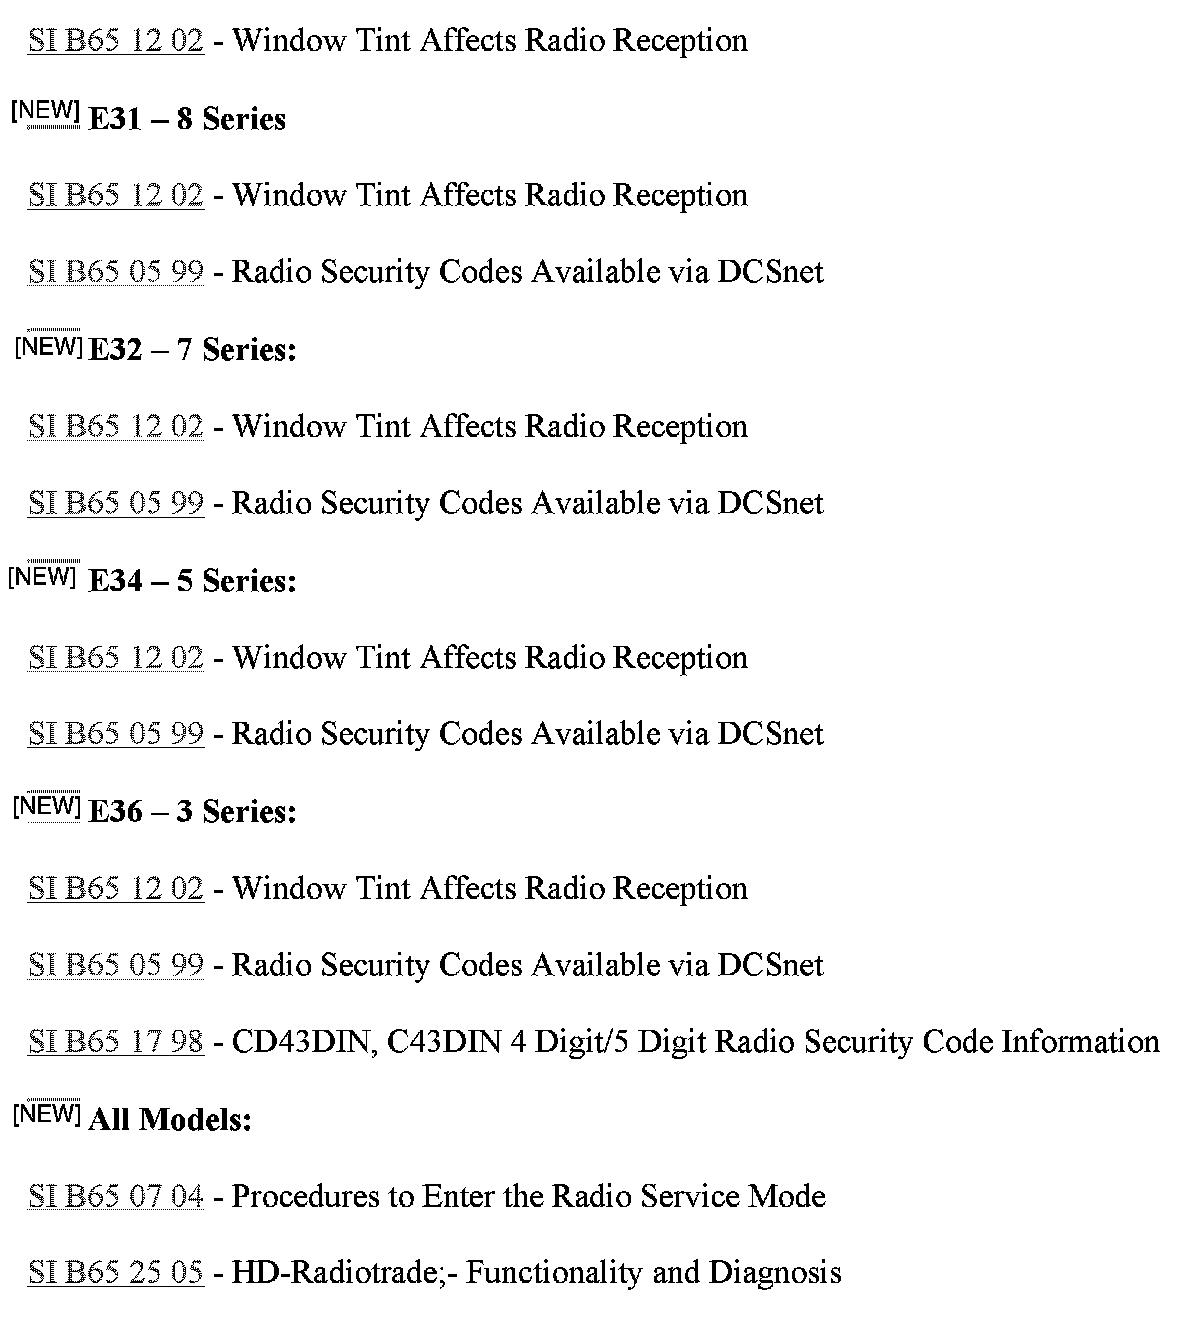 SI B65 12 02 - Window Tint Affects Radio Reception
[NEW] E31 – 8 Series
SI B65 12 02 - Window Tint Affects Radio Reception
SI B65 05 99 - Radio Security Codes Available via DCSnet
[NEW] E32 – 7 Series:
SI B65 12 02 - Window Tint Affects Radio Reception
SI B65 05 99 - Radio Security Codes Available via DCSnet
[NEW] E34 – 5 Series:
SI B65 12 02 - Window Tint Affects Radio Reception
SI B65 05 99 - Radio Security Codes Available via DCSnet
[NEW] E36 – 3 Series:
SI B65 12 02 - Window Tint Affects Radio Reception
SI B65 05 99 - Radio Security Codes Available via DCSnet
SI B65 17 98 - CD43DIN, C43DIN 4 Digit/5 Digit Radio Security Code Information
[NEW] All Models:
SI B65 07 04 - Procedures to Enter the Radio Service Mode
SI B65 25 05 - HD-Radiotrade;- Functionality and Diagnosis